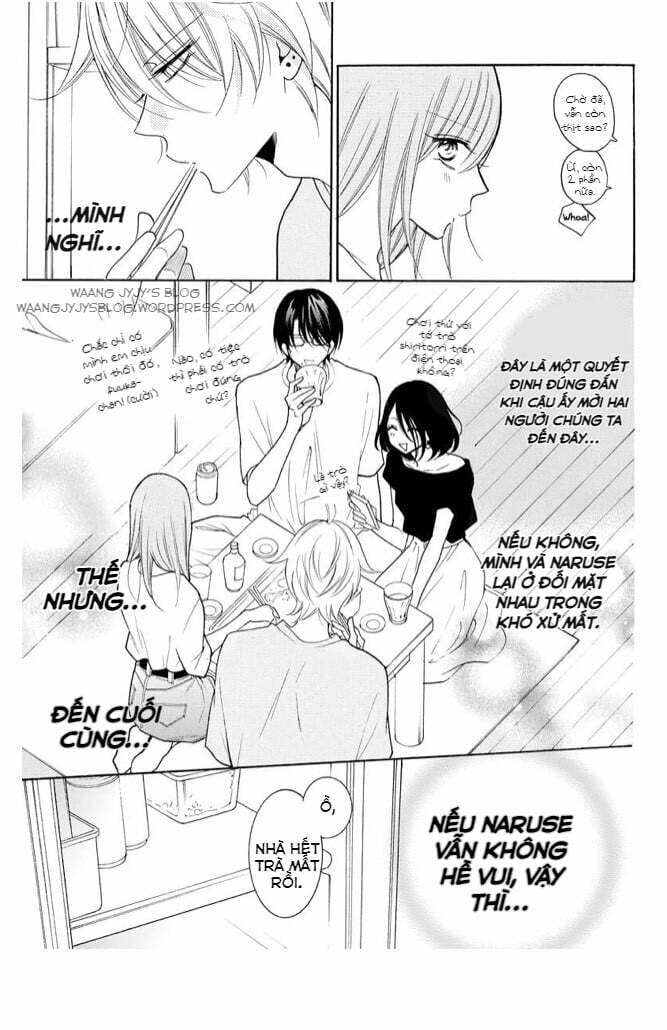 Chờ đã,
vẫn còn
thịt sao?
Ừ, còn
2 phần
nữa.
Whoa!
...MÌNH
NGHĨ...
WAANG JYJY'S BLOG
WAANGJYJYSBLOG.WORDPRESS.COM
Chắc chỉ có
mình em chịu
chơi thôi đó,
fuuka-
chan! (cười)
Nào, có tiệc
thì phải có trò
chơi đúng
chứ?
Chơi thử với
tớ trò
shiritorri trên
điện thoại
không?
Là trò
gì vậy?
ĐÂY LÀ MỘT QUYẾT
ĐỊNH ĐÚNG ĐẮN
KHI CẬU ẤY MỜI HAI
NGƯỜI CHÚNG TA
ĐẾN ĐÂY...
NẾU KHÔNG,
MÌNH VÀ NARUSE
LẠI Ở ĐỐI MẶT
NHAU TRONG
KHÓ XỬ MẤT.
THẾ
NHƯNG...
ĐẾN CUỐI
CÙNG..!
Ồ,
NHÀ HẾT
TRÀ MẤT
RỒI.
NẾU NARUSE
VẪN KHÔNG
HỀ VUI, VẬY
THÌ...